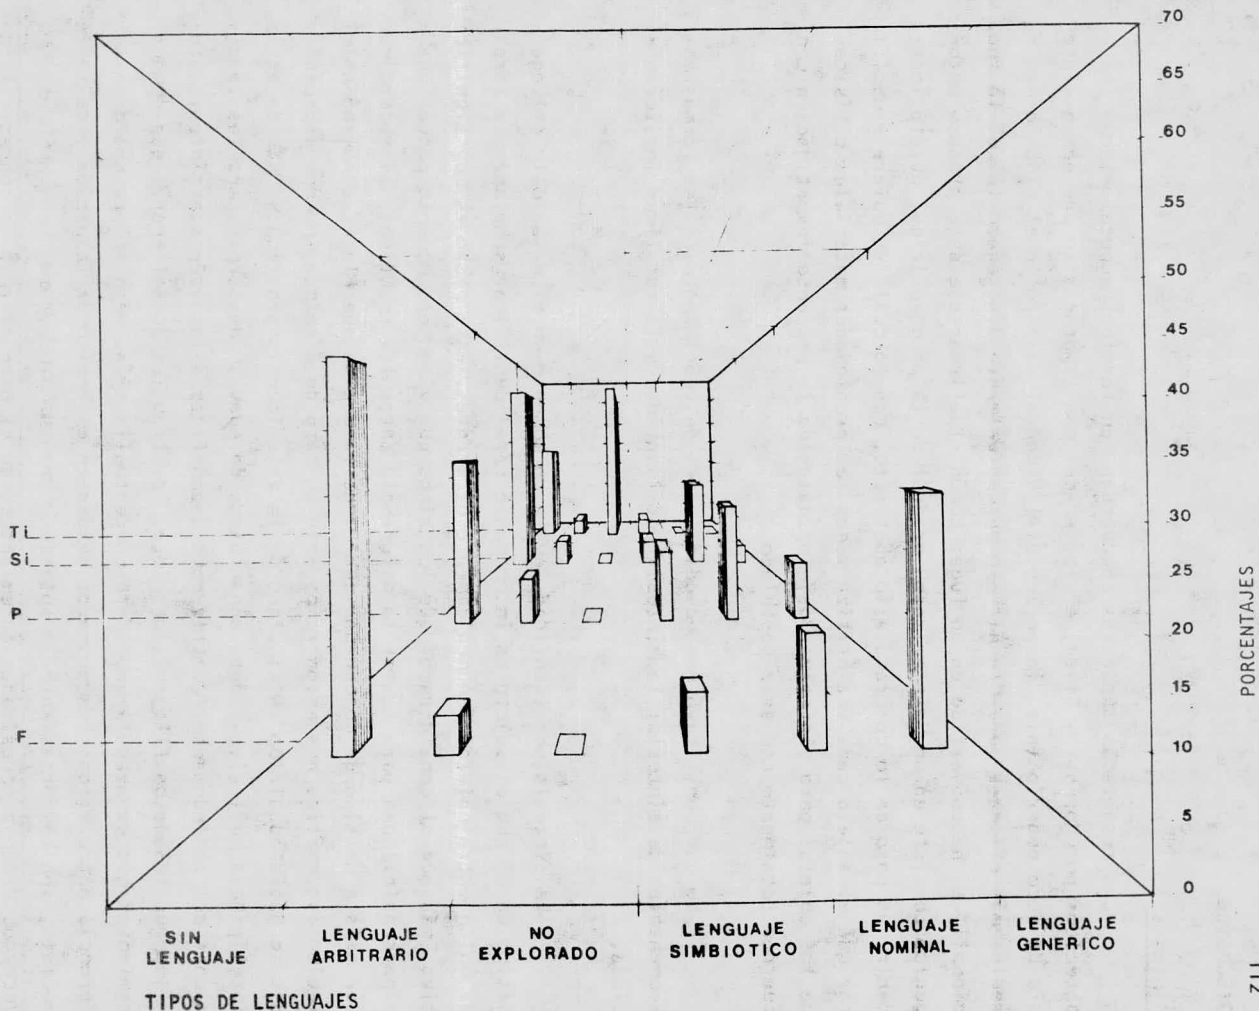 70
65
60
55
50
45
40
35
30
25
20
15
10
5
0
PORCENTAJES
Ti
Si
P
F
SIN
LENGUAJE
LENGUAJE
ARBITRARIO
NO
EXPLORADO
LENGUAJE
SIMBIOTICO
LENGUAJE
NOMINAL
LENGUAJE
GENERICO
TIPOS DE LENGUAJES